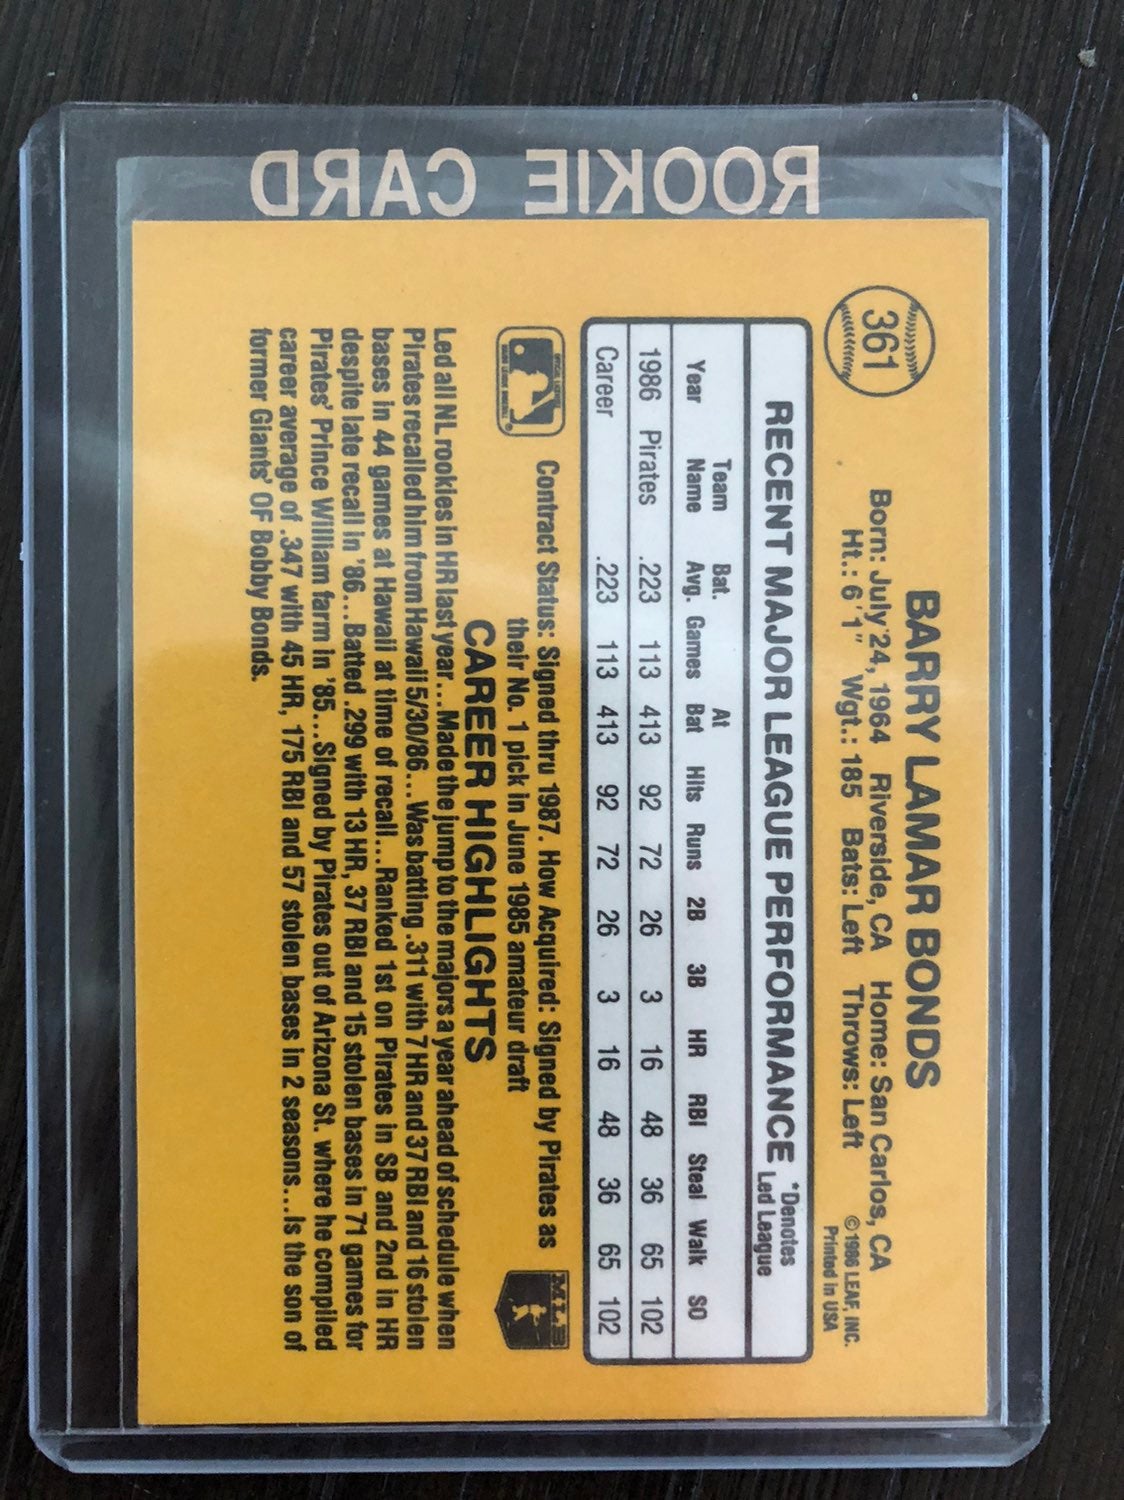 ROOKIE CARD
361
BARRY LAMAR BONDS
Born: July 24, 1964 Riverside, CA Home: San Carlos, CA
Ht.: 6'1" Wgt.: 185 Bats: Left Throws: Left
©1986 LEAF, INC.
Printed in USA
RECENT MAJOR LEAGUE PERFORMANCE *Denotes Led League
Year Team Name Bat. Avg. Games At Bat Hits Runs 2B 3B HR RBI Steal Walk SO
1986 Pirates .223 113 413 92 72 26 3 16 48 36 65 102
Career .223 113 413 92 72 26 3 16 48 36 65 102
Contract Status: Signed thru 1987. How Acquired: Signed by Pirates as
their No. 1 pick in June 1985 amateur draft
CAREER HIGHLIGHTS
Led all NL rookies in HR last year...Made the jump to the majors a year ahead of schedule when
Pirates recalled him from Hawaii 5/30/86...Was batting .311 with 7 HR and 37 RBI and 16 stolen
bases in 44 games at Hawaii at time of recall...Ranked 1st on Pirates in SB and 2nd in HR
despite late recall in '86...Batted .299 with 13 HR, 37 RBI and 15 stolen bases in 71 games for
Pirates' Prince William farm in '85...Signed by Pirates out of Arizona St. where he compiled
career average of .347 with 45 HR, 175 RBI and 57 stolen bases in 2 seasons...Is the son of
former Giants' OF Bobby Bonds.